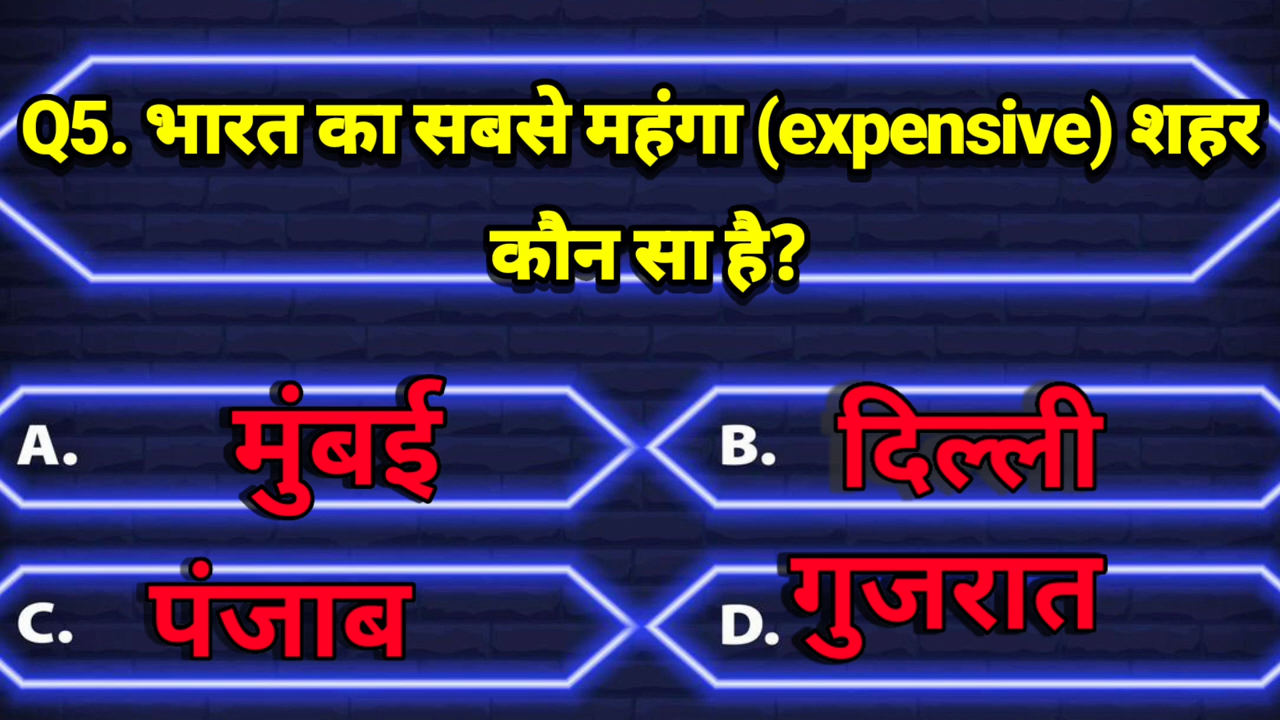 Q5. भारत का सबसे महंगा (expensive) शहर
कौन सा है?
A. मुंबई
B. दिल्ली
C. पंजाब
D. गुजरात